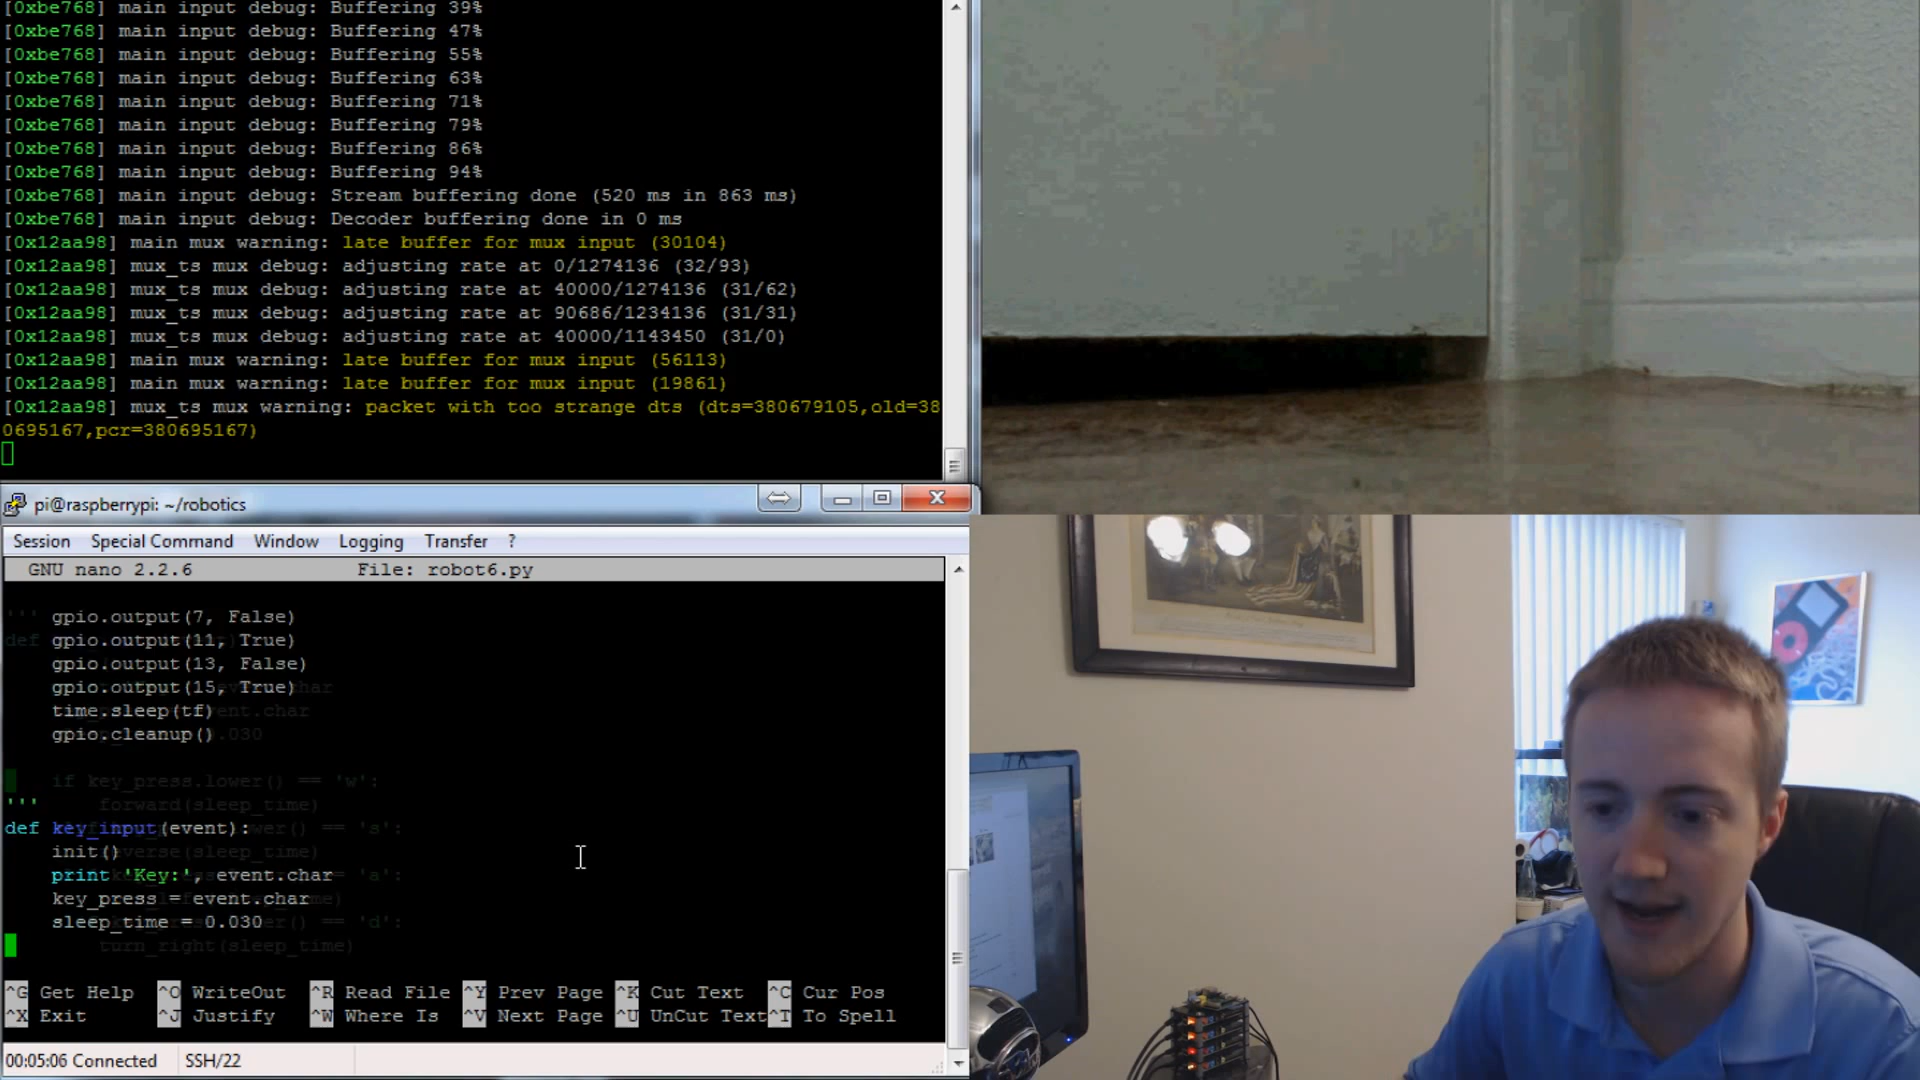 [0xbe768] main input debug: Buffering 39%
[0xbe768] main input debug: Buffering 47%
[0xbe768] main input debug: Buffering 55%
[0xbe768] main input debug: Buffering 63%
[0xbe768] main input debug: Buffering 71%
[0xbe768] main input debug: Buffering 79%
[0xbe768] main input debug: Buffering 86%
[0xbe768] main input debug: Buffering 94%
[0xbe768] main input debug: Stream buffering done (520 ms in 863 ms)
[0xbe768] main input debug: Decoder buffering done in 0 ms
[0x12aa98] main mux warning: late buffer for mux input (30104)
[0x12aa98] mux_ts mux debug: adjusting rate at 0/1274136 (32/93)
[0x12aa98] mux_ts mux debug: adjusting rate at 40000/1274136 (31/62)
[0x12aa98] mux_ts mux debug: adjusting rate at 90686/1234136 (31/31)
[0x12aa98] mux_ts mux debug: adjusting rate at 40000/1143450 (31/0)
[0x12aa98] main mux warning: late buffer for mux input (56113)
[0x12aa98] main mux warning: late buffer for mux input (19861)
[0x12aa98] mux_ts mux warning: packet with too strange dts (dts=380679105,old=38
0695167,pcr=380695167)
pi@raspberrypi: ~/robotics
Session Special Command Window Logging Transfer ?
GNU nano 2.2.6 File: robot6.py
''' gpio.output(7, False)
def gpio.output(11, True)
gpio.output(13, False)
gpio.output(15, True)
time.sleep(tf)
gpio.cleanup()
if key_press.lower() == 'w':
'''
forward(sleep_time)
def key_input(event):
init()
print 'Key:', event.char
key_press = event.char
sleep_time = 0.030
turn_right(sleep_time)
^G Get Help ^O WriteOut ^R Read File ^Y Prev Page ^K Cut Text ^C Cur Pos
^X Exit ^J Justify ^W Where Is ^V Next Page ^U UnCut Text ^T To Spell
00:05:06 Connected SSH/22